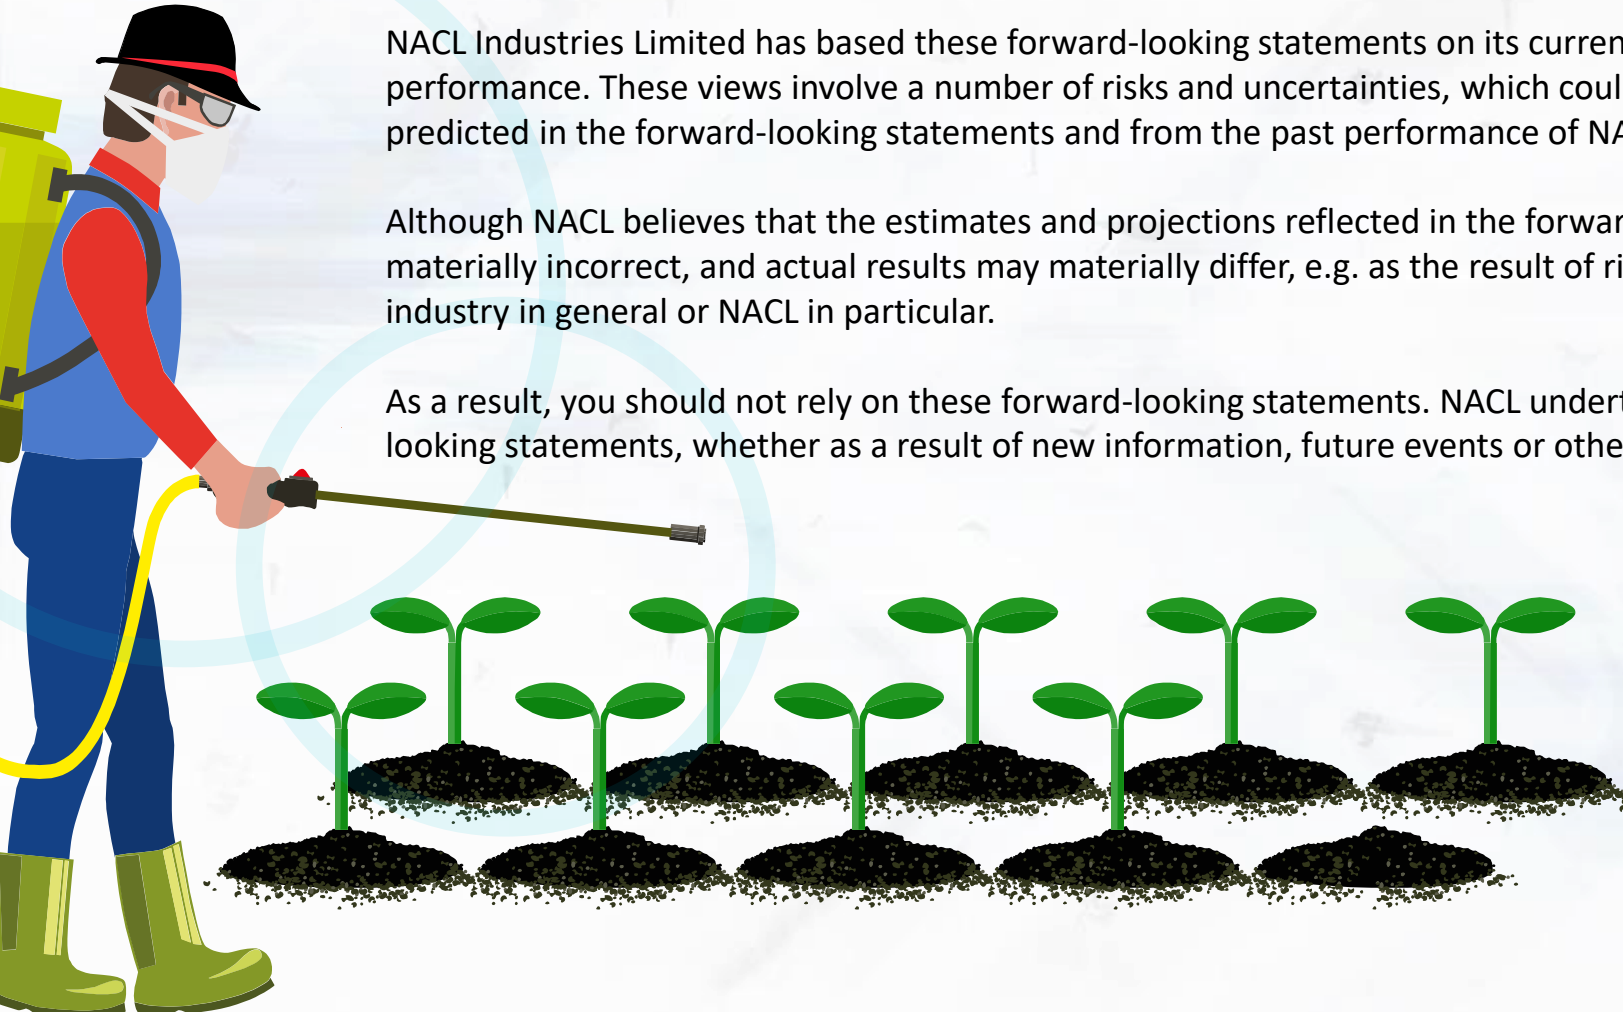 NACL Industries Limited has based these forward-looking statements on its curren
performance. These views involve a number of risks and uncertainties, which coul
predicted in the forward-looking statements and from the past performance of NA
Although NACL believes that the estimates and projections reflected in the forwar
materially incorrect, and actual results may materially differ, e.g. as the result of ri
industry in general or NACL in particular.
As a result, you should not rely on these forward-looking statements. NACL undert
looking statements, whether as a result of new information, future events or othe